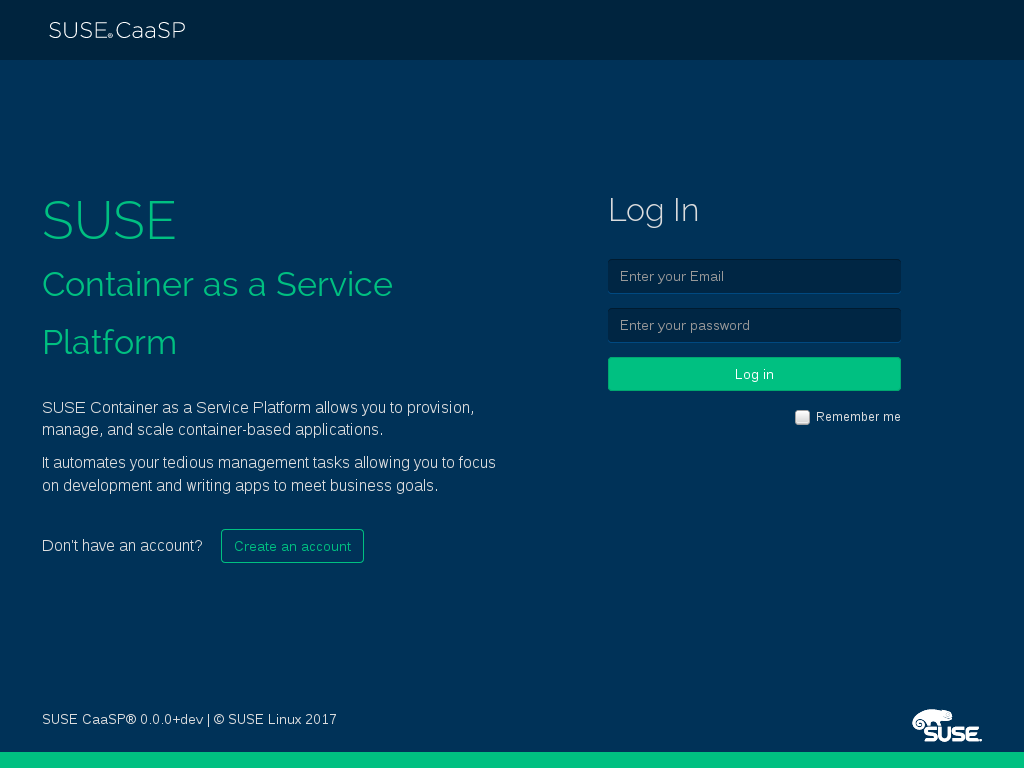 SUSE® CaaSP
SUSE
Container as a Service
Platform
SUSE Container as a Service Platform allows you to provision,
manage, and scale container-based applications.
It automates your tedious management tasks allowing you to focus
on development and writing apps to meet business goals.
Don't have an account? Create an account
Log In
Enter your Email
Enter your password
Log in
Remember me
SUSE CaaSP® 0.0.0+dev | © SUSE Linux 2017
SUSE